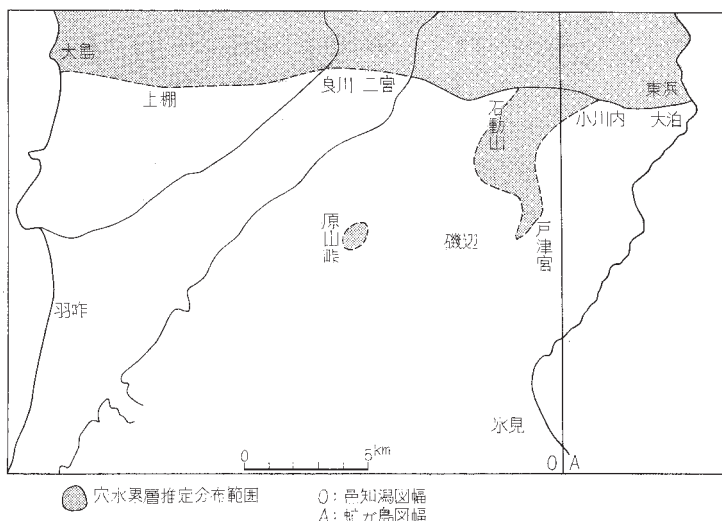 大島
上棚
良川 二宮
石動山
東浜
小川内
大泊
原山峠
磯辺
戸津宮
羽咋
氷見
0 5km
O A
穴水累層推定分布範囲
O：邑知潟図幅
A：虻が島図幅